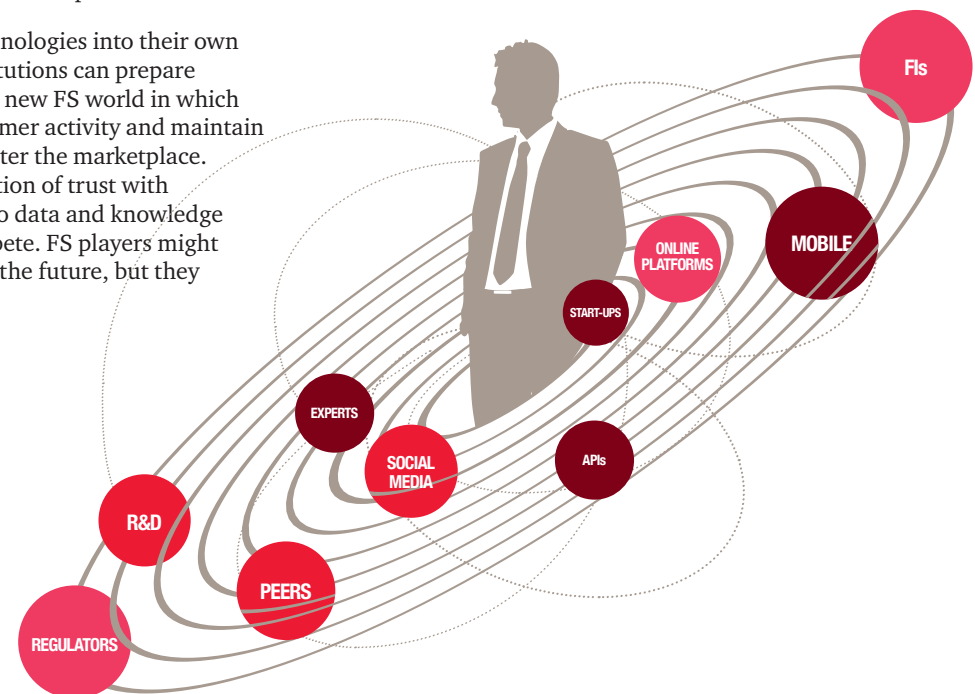 nologies into their own
tutions can prepare
new FS world in which
mer activity and maintain
ter the marketplace.
tion of trust with
o data and knowledge
pete. FS players might
the future, but they
FIs
MOBILE
ONLINE
PLATFORMS
START-UPS
EXPERTS
SOCIAL
MEDIA
APIs
R&D
PEERS
REGULATORS